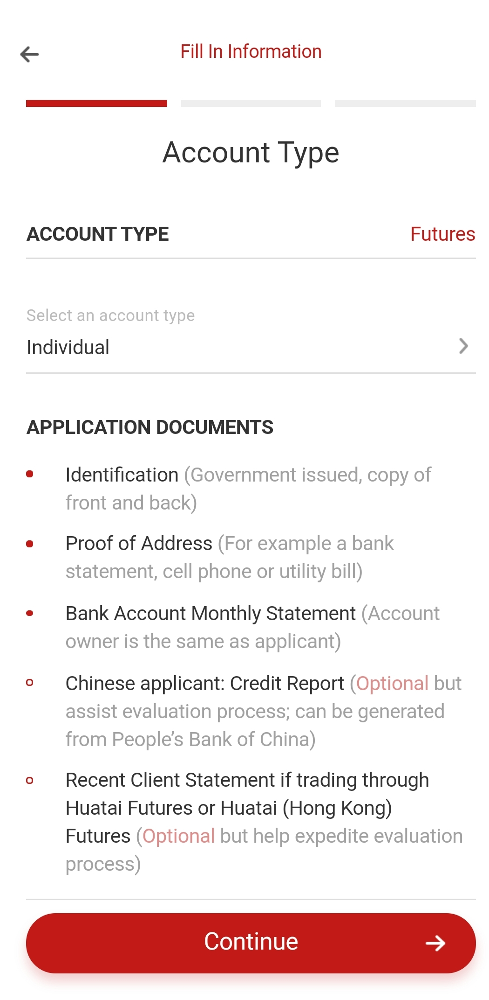 Fill In Information
Account Type
ACCOUNT TYPE
Futures
Select an account type
Individual
APPLICATION DOCUMENTS
Identification (Government issued, copy of
front and back)
Proof of Address (For example a bank
statement, cell phone or utility bill)
Bank Account Monthly Statement (Account
owner is the same as applicant)
Chinese applicant: Credit Report (Optional but
assist evaluation process; can be generated
from People’s Bank of China)
Recent Client Statement if trading through
Huatai Futures or Huatai (Hong Kong)
Futures (Optional but help expedite evaluation
process)
Continue